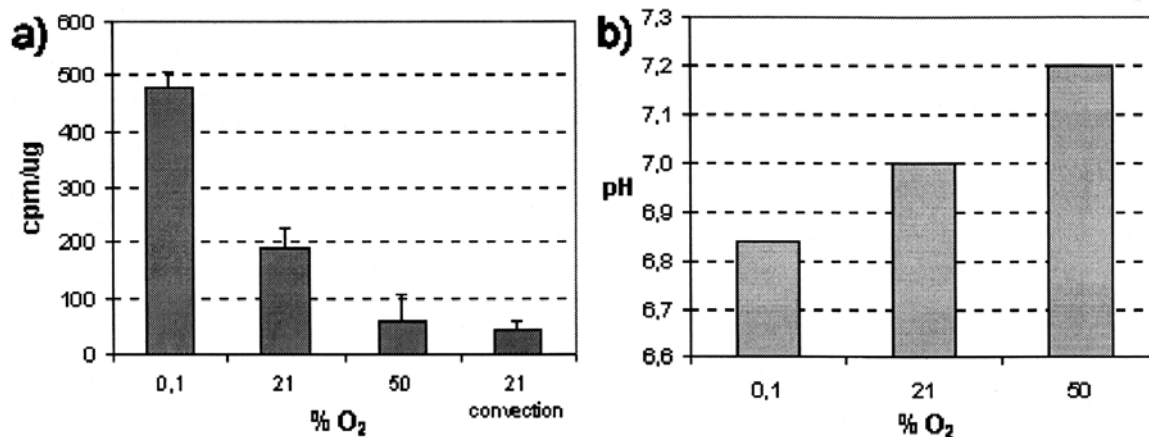 a)
600
500
400
300
200
100
0
cpm/ug
0,1 21 50 21
convection
% O₂
b)
7,3
7,2
7,1
7,0
6,9
6,8
6,7
6,6
pH
0,1 21 50
% O₂